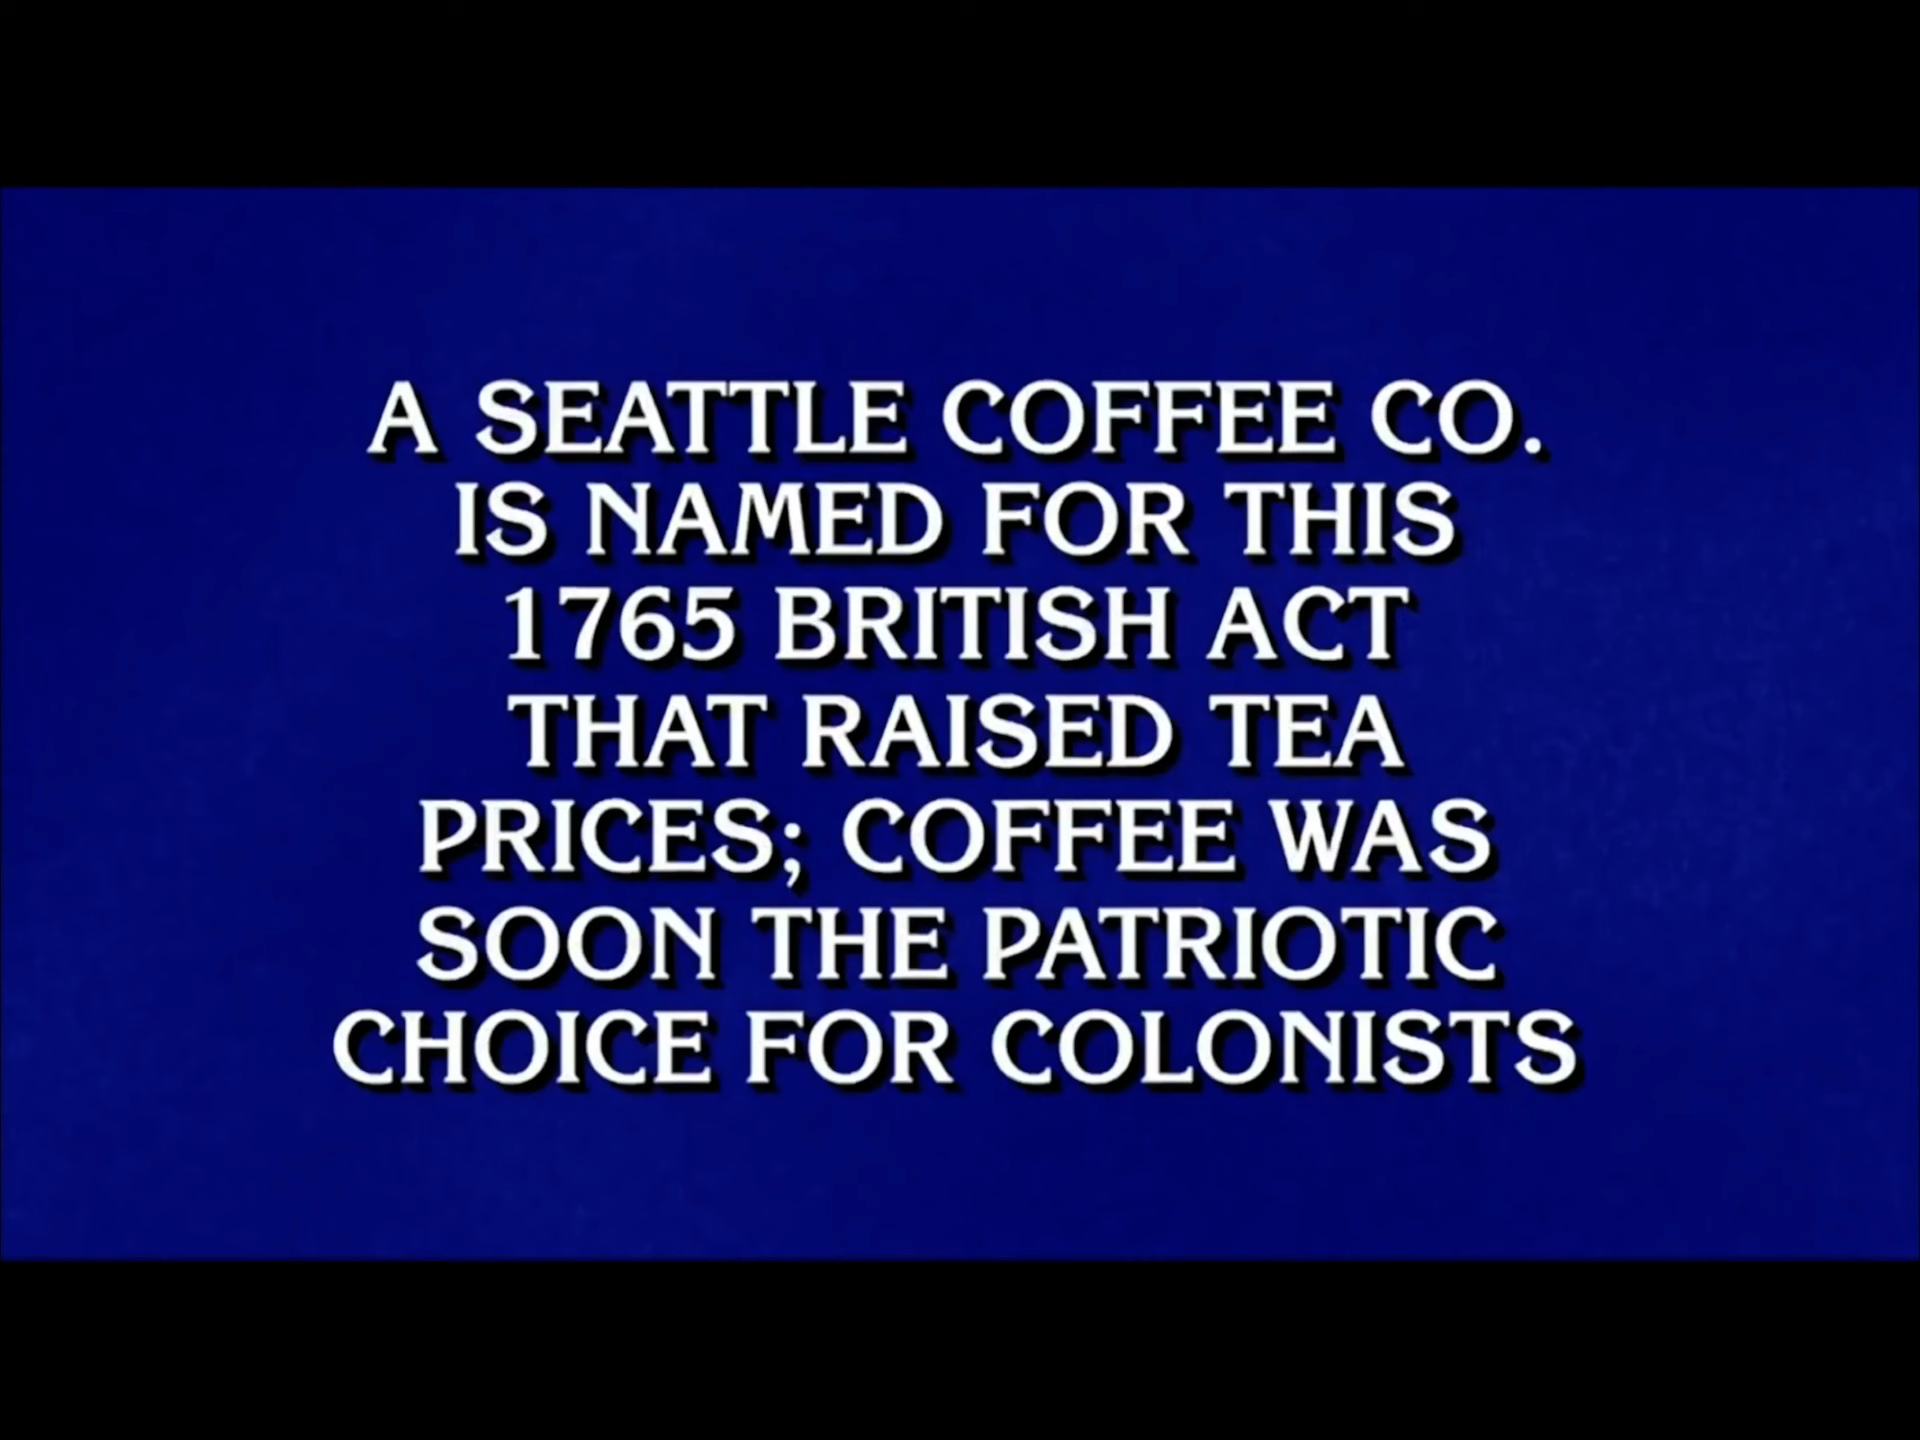 A SEATTLE COFFEE CO.
IS NAMED FOR THIS
1765 BRITISH ACT
THAT RAISED TEA
PRICES; COFFEE WAS
SOON THE PATRIOTIC
CHOICE FOR COLONISTS